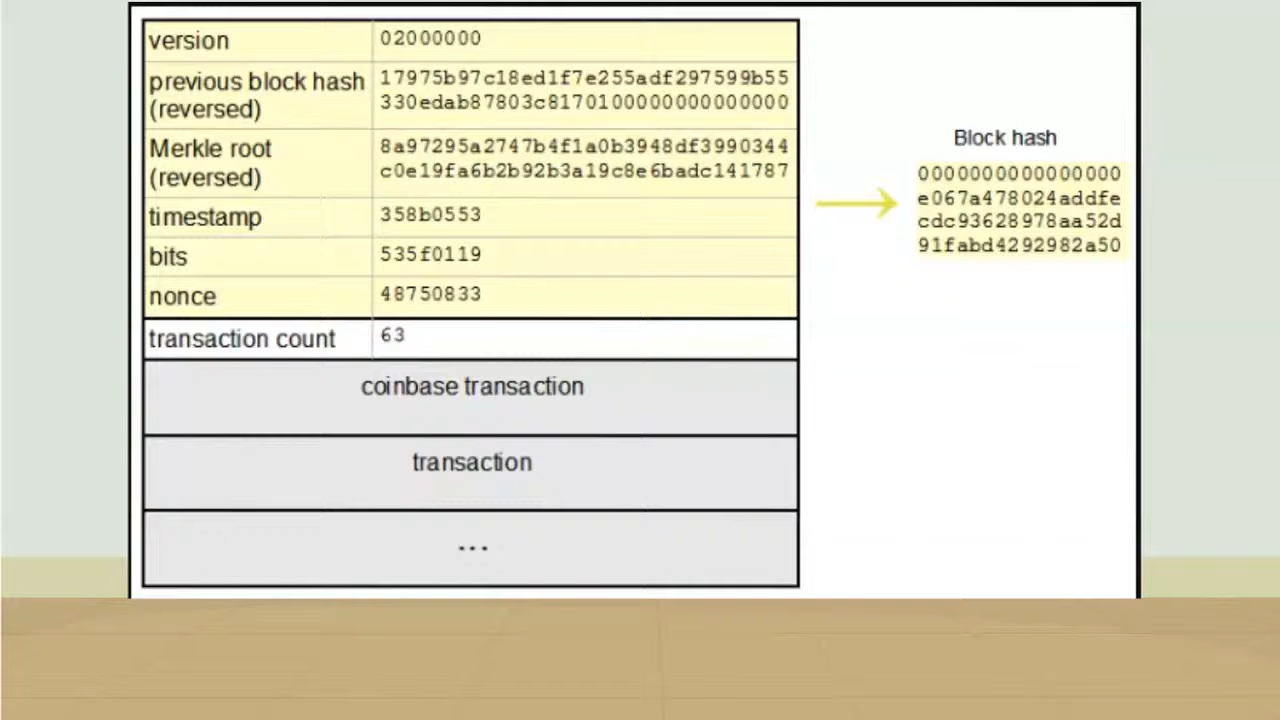 version 02000000
previous block hash 17975b97c18ed1f7e255adf297599b55
(reversed) 330edab87803c8170100000000000000
Merkle root 8a97295a2747b4f1a0b3948df3990344
(reversed) c0e19fa6b2b92b3a19c8e6badc141787
timestamp 358b0553
bits 535f0119
nonce 48750833
transaction count 63
coinbase transaction
transaction
...
Block hash
0000000000000000
e067a478024addfe
cdc93628978aa52d
91fabd4292982a50